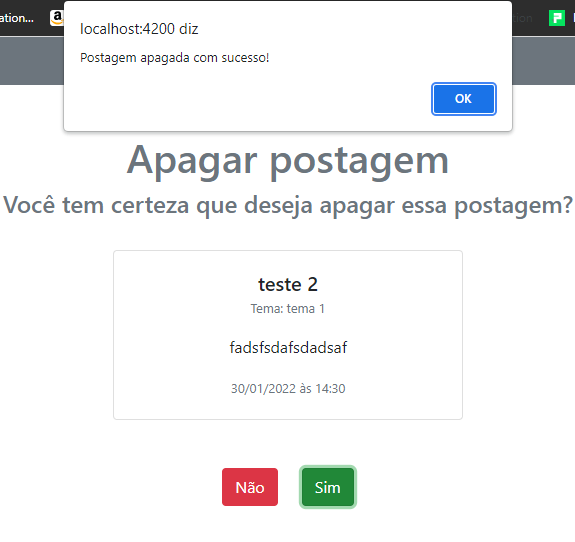 ation...
localhost:4200 diz
Postagem apagada com sucesso!
OK
Apagar postagem
Você tem certeza que deseja apagar essa postagem?
teste 2
Tema: tema 1
fadsfsdafsdadsaf
30/01/2022 às 14:30
Não
Sim